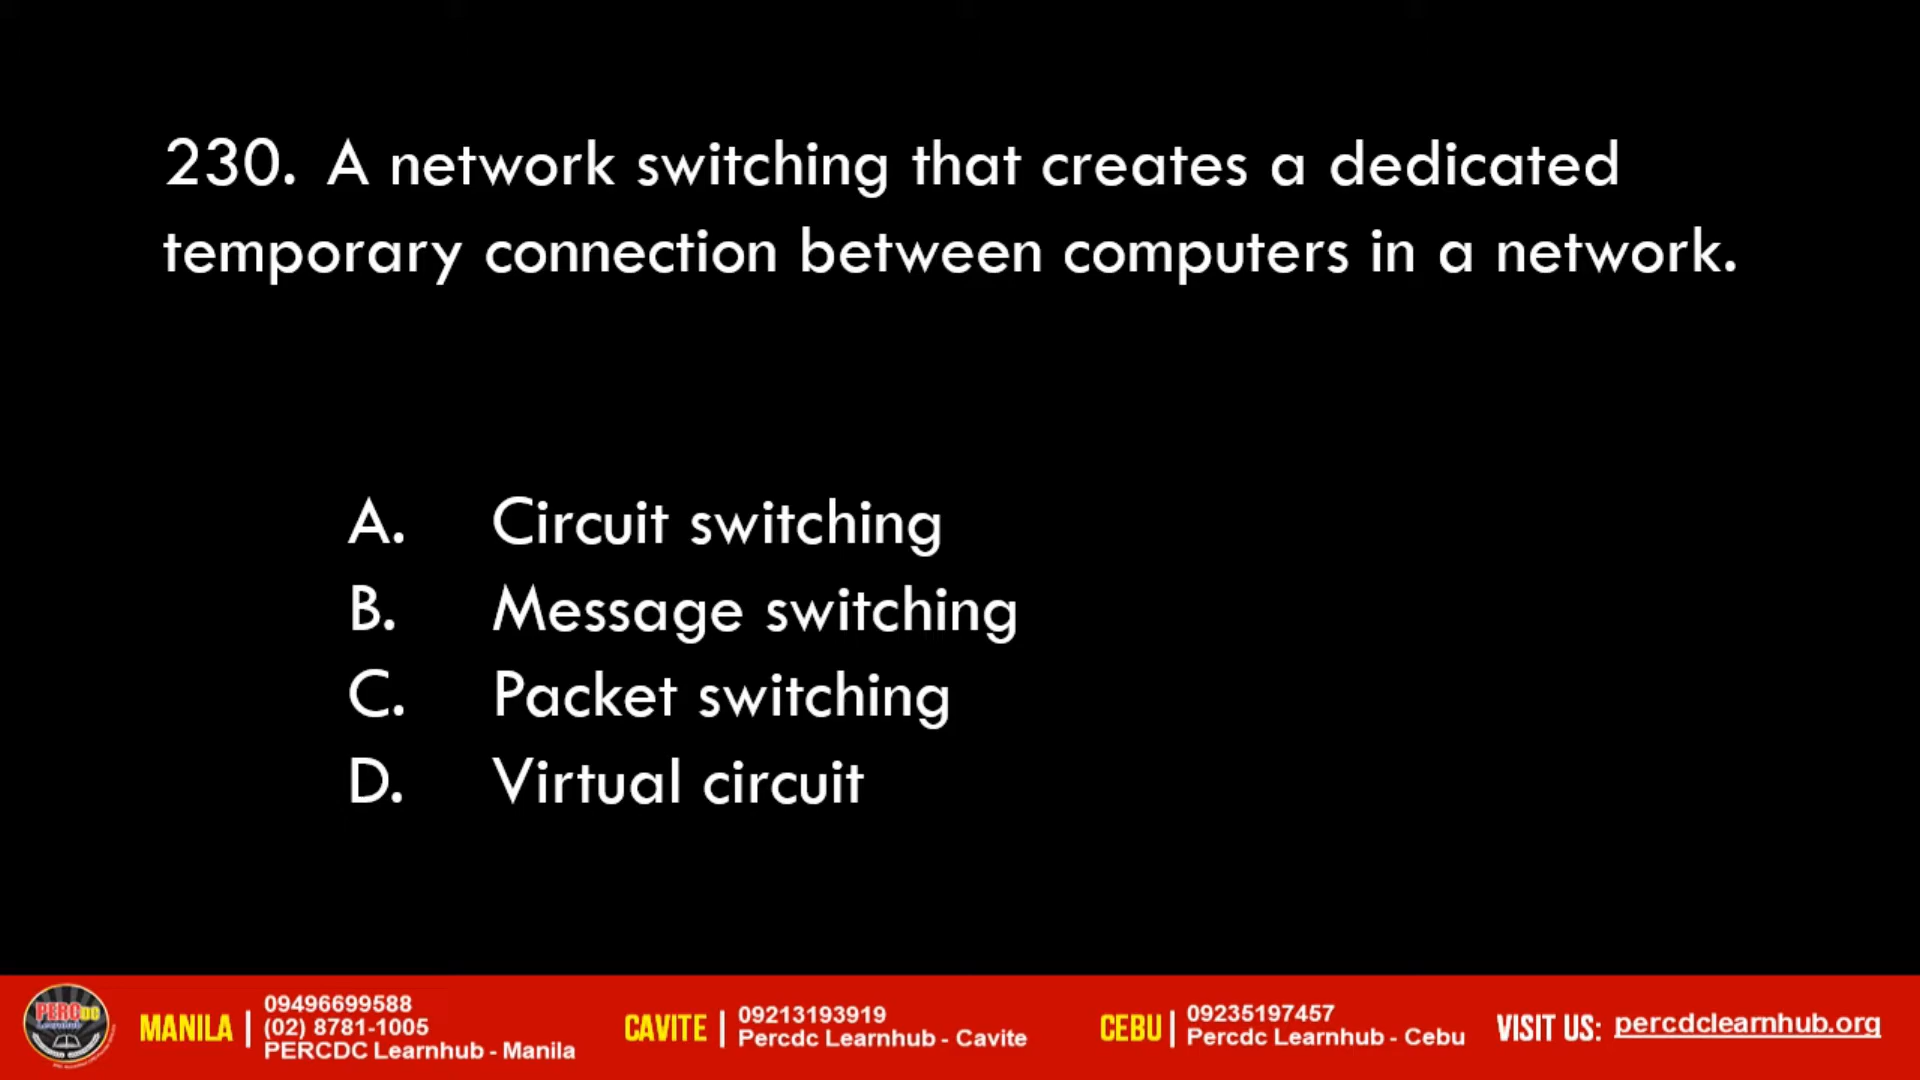 230. A network switching that creates a dedicated
temporary connection between computers in a network.
A. Circuit switching
B. Message switching
C. Packet switching
D. Virtual circuit
PERCDC
Learnhub
MANILA
09496699588
(02) 8781-1005
PERCDC Learnhub - Manila
CAVITE
09213193919
Percdc Learnhub - Cavite
CEBU
09235197457
Percdc Learnhub - Cebu
VISIT US: percdclearnhub.org